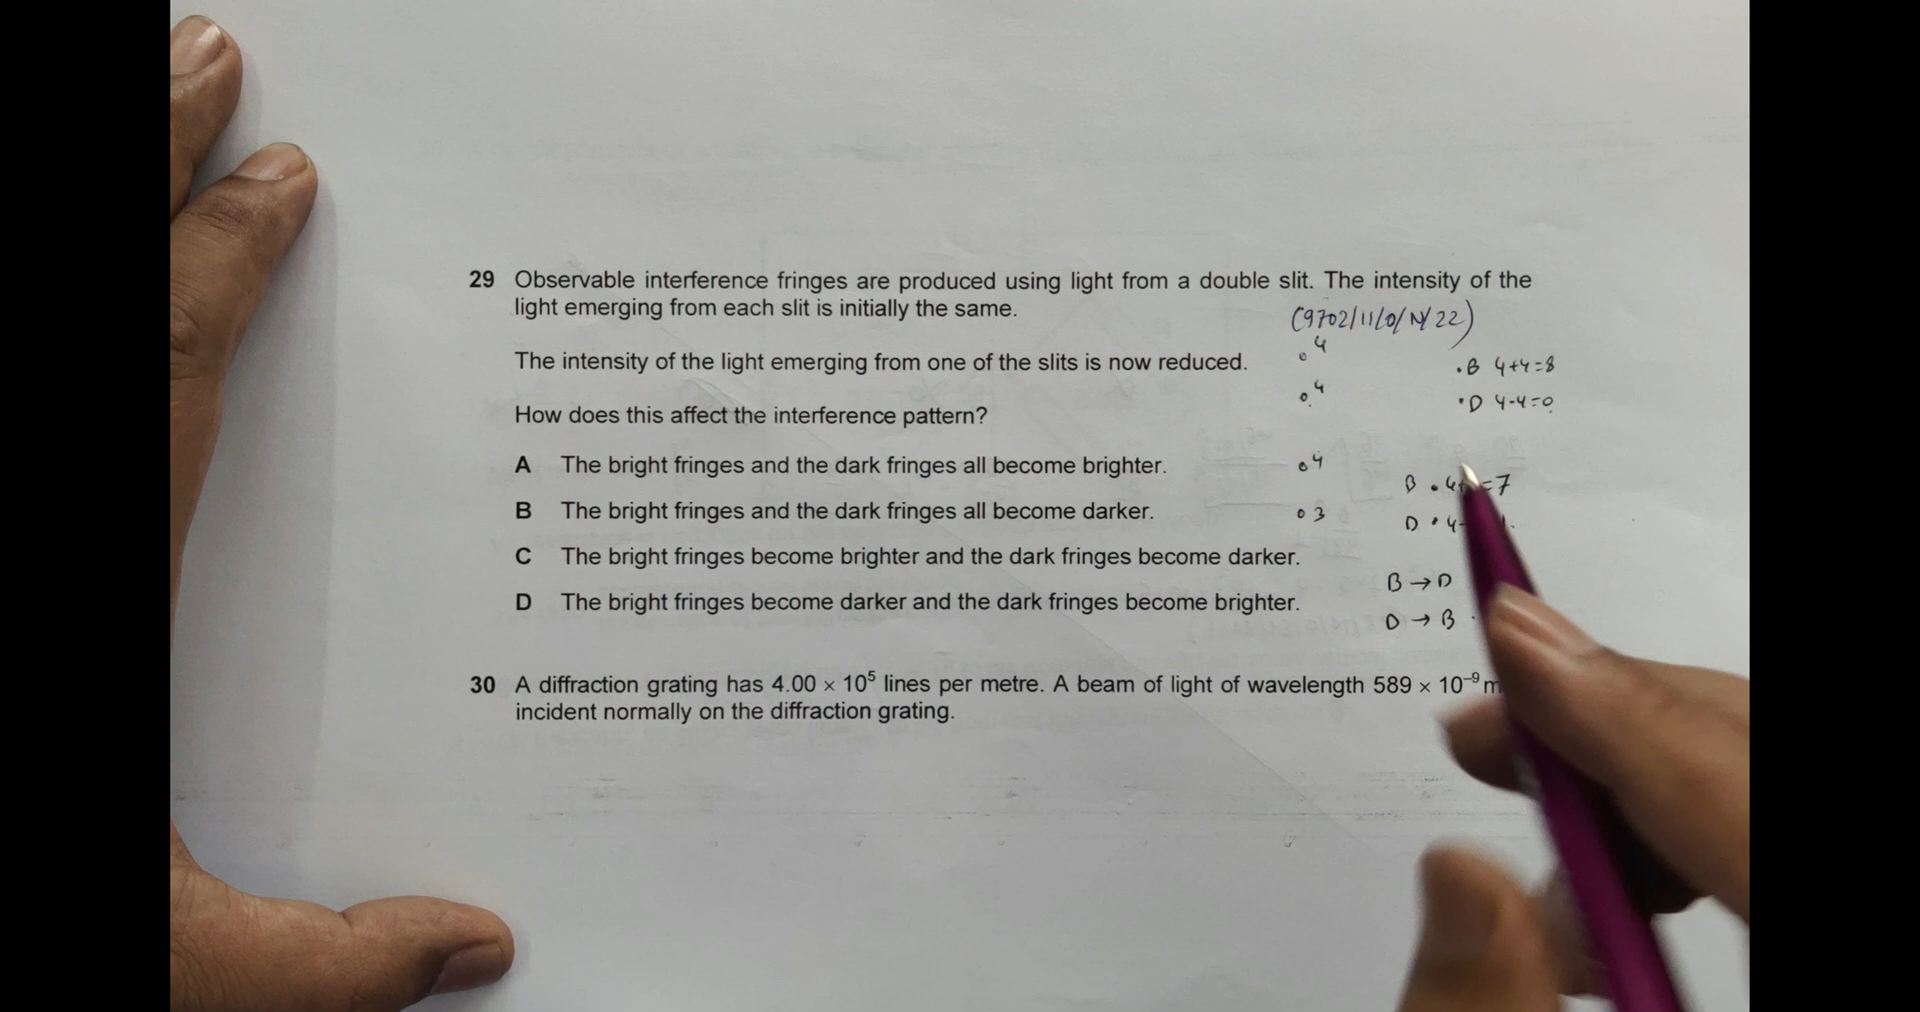 29 Observable interference fringes are produced using light from a double slit. The intensity of the
light emerging from each slit is initially the same.
(9702/11/O/N/22)
4
The intensity of the light emerging from one of the slits is now reduced.
.B 4+4=8
4
.D 4-4=0
How does this affect the interference pattern?
A The bright fringes and the dark fringes all become brighter.
4
B . 4 =7
B The bright fringes and the dark fringes all become darker.
3
D . 4-
C The bright fringes become brighter and the dark fringes become darker.
B → D
D The bright fringes become darker and the dark fringes become brighter.
D → B
30 A diffraction grating has 4.00 × 10⁵ lines per metre. A beam of light of wavelength 589 × 10⁻⁹ m
incident normally on the diffraction grating.